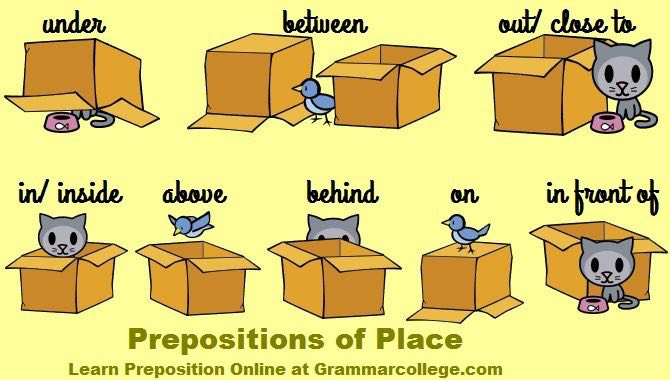 under between out/ close to
in/ inside above behind on in front of
Prepositions of Place
Learn Preposition Online at Grammarcollege.com